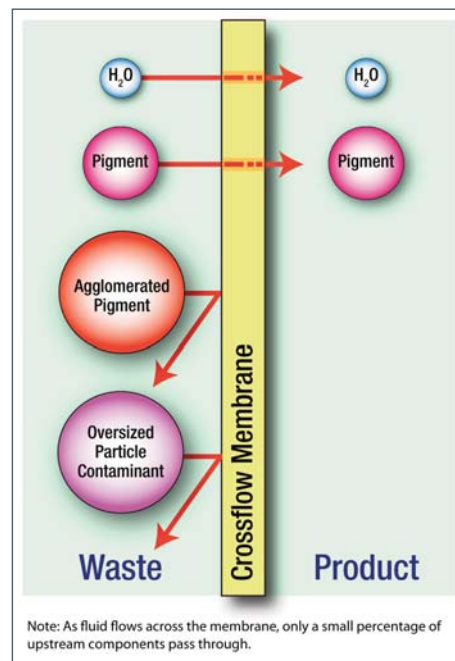 H₂O
H₂O
Pigment
Pigment
Agglomerated
Pigment
Oversized
Particle
Contaminant
Crossflow Membrane
Waste
Product
Note: As fluid flows across the membrane, only a small percentage of
upstream components pass through.